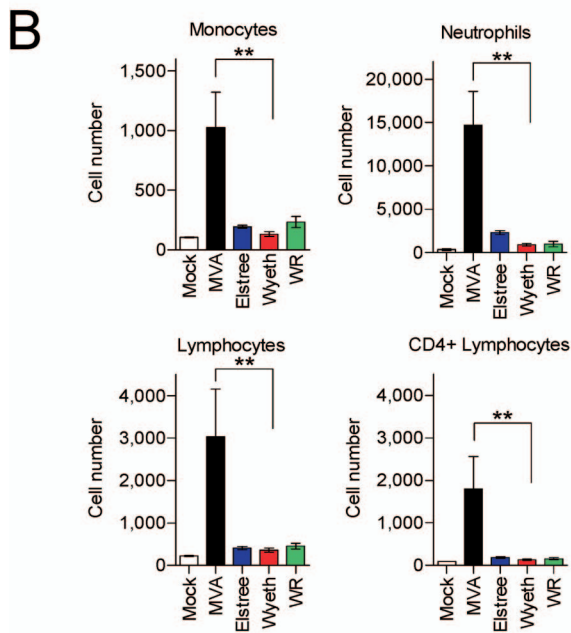 B
Monocytes
**
1,500
1,000
500
0
Cell number
Mock
MVA
Elstree
Wyeth
WR
Neutrophils
**
20,000
15,000
10,000
5,000
0
Cell number
Mock
MVA
Elstree
Wyeth
WR
Lymphocytes
**
4,000
3,000
2,000
1,000
0
Cell number
Mock
MVA
Elstree
Wyeth
WR
CD4+ Lymphocytes
**
4,000
3,000
2,000
1,000
0
Cell number
Mock
MVA
Elstree
Wyeth
WR